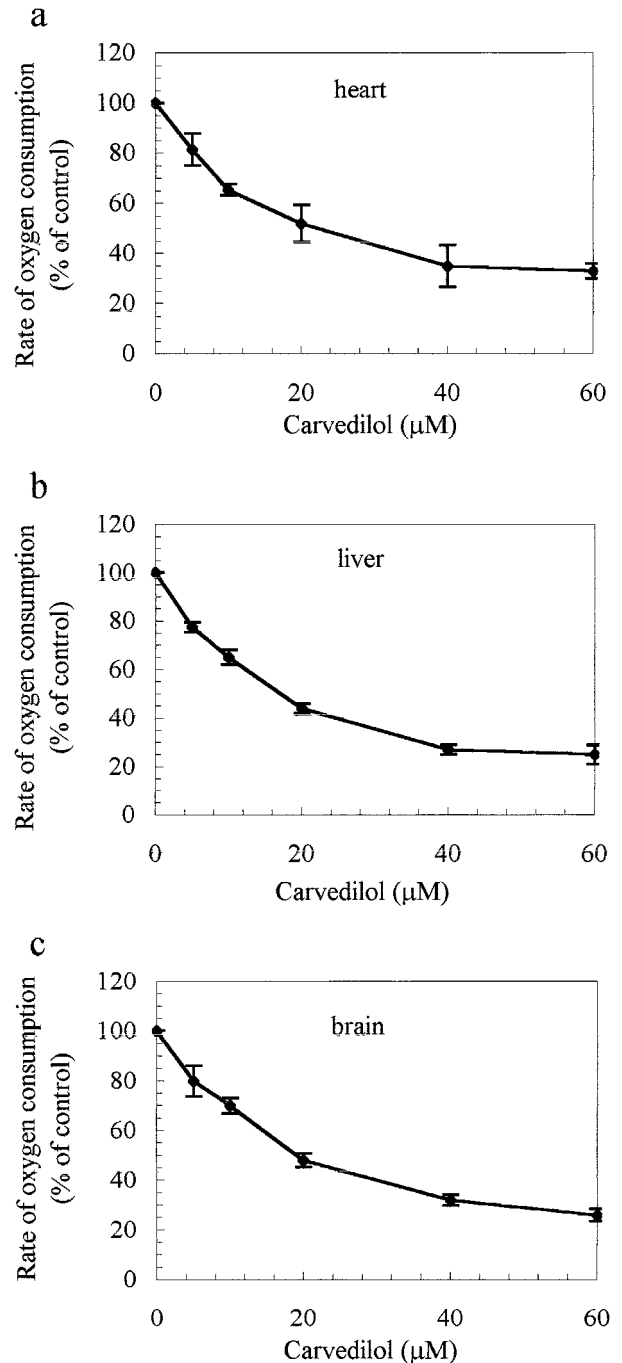 a
Rate of oxygen consumption
(% of control)
120
100
80
60
40
20
0
heart
0 20 40 60
Carvedilol (μM)
b
Rate of oxygen consumption
(% of control)
120
100
80
60
40
20
0
liver
0 20 40 60
Carvedilol (μM)
c
Rate of oxygen consumption
(% of control)
120
100
80
60
40
20
0
brain
0 20 40 60
Carvedilol (μM)